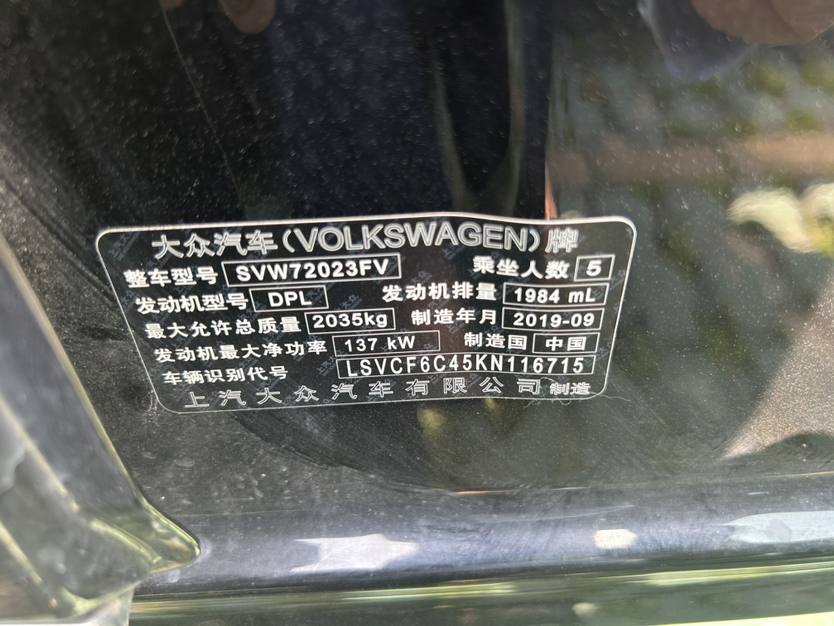 大众汽车(VOLKSWAGEN)牌
整车型号 SVW72023FV 乘坐人数 5
发动机型号 DPL 发动机排量 1984 mL
最大允许总质量 2035kg 制造年月 2019-09
发动机最大净功率 137 kW 制造国 中国
车辆识别代号 LSVCF6C45KN116715
上汽大众汽车有限公司 制造